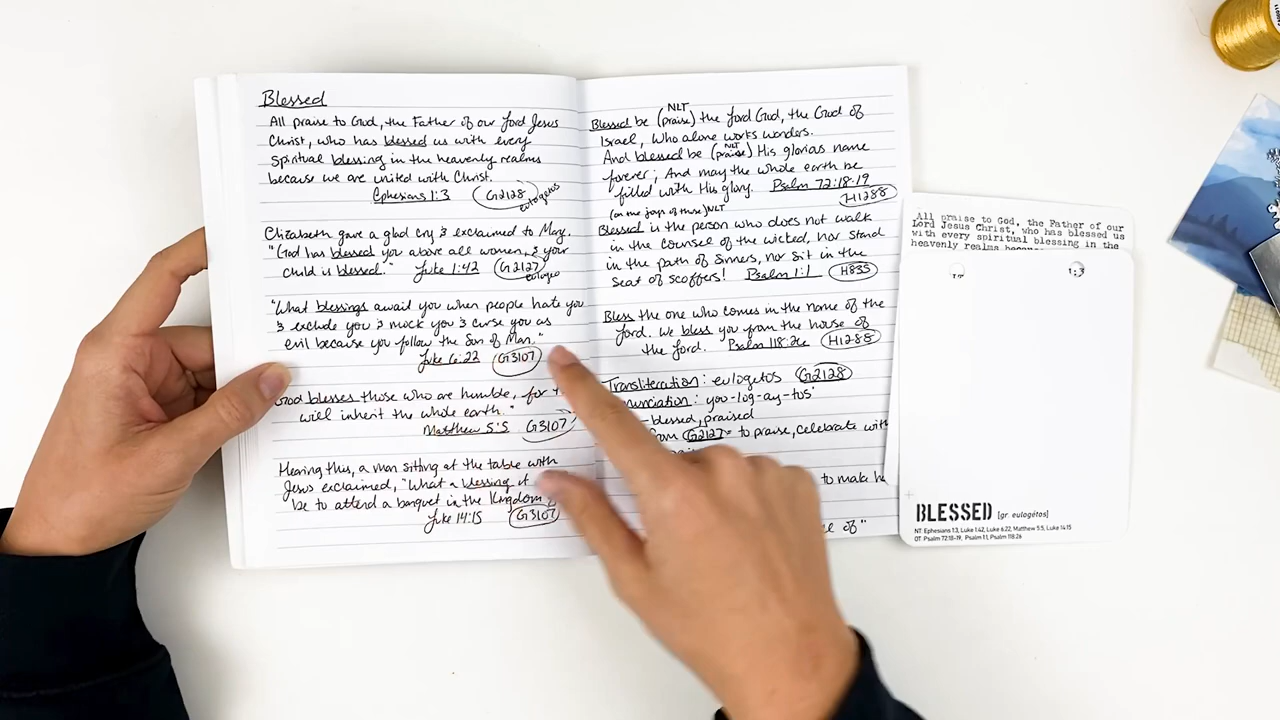 Blessed
All praise to God, the Father of our Lord Jesus
Christ, who has blessed us with every
spiritual blessing in the heavenly realms
because we are united with Christ.
Ephesians 1:3 G2128
eulogetos
Elizabeth gave a glad cry & exclaimed to Mary,
"God has blessed you above all women, & your
child is blessed." Luke 1:42 G2127
eulogeo
"What blessings await you when people hate you
& exclude you & mock you & curse you as
evil because you follow the Son of Man."
Luke 6:22 G3107
God blesses those who are humble, for
will inherit the whole earth."
Matthew 5:5 G3107
Hearing this, a man sitting at the table with
Jesus exclaimed, "What a blessing it
be to attend a banquet in the Kingdom
Luke 14:15 G3107
NLT
Blessed be (praise) the Lord God, the God of
Israel, Who alone works wonders.
And blessed be (NLT praise) His glorious name
forever; And may the whole earth be
filled with His glory. Psalm 72:18-19
H1288
(on the joys of those) NLT
Blessed is the person who does not walk
in the counsel of the wicked, nor stand
in the path of sinners, nor sit in the
seat of scoffers! Psalm 1:1 H835
Bless the one who comes in the name of the
Lord. We bless you from the house of
the Lord. Psalm 118:26 H1288
Transliteration: eulogetos G2128
nunciation: you-log-ay-tos'
- blessed, praised
from G2127 = to praise, celebrate with
to make h
e of"
All praise to God, the Father of our
Lord Jesus Christ, who has blessed us
with every spiritual blessing in the
heavenly realms
1:3
BLESSED [gr. eulogétos]
NT: Ephesians 1:3, Luke 1:42, Luke 6:22, Matthew 5:5, Luke 14:15
OT: Psalm 72:18-19, Psalm 1:1, Psalm 118:26